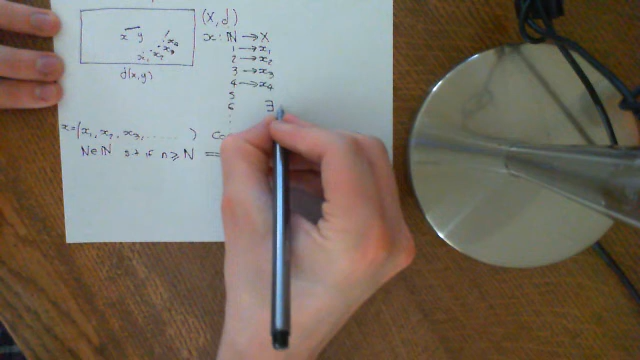 (X, d)
x y
x₁ x₂ x₃ x₄
d(x,y)
x: ℕ → X
1 → x₁
2 → x₂
3 → x₃
4 → x₄
5
6
⋮
∃
x = (x₁, x₂, x₃, ......)
N∈ℕ s.t if n ≥ N ⇒